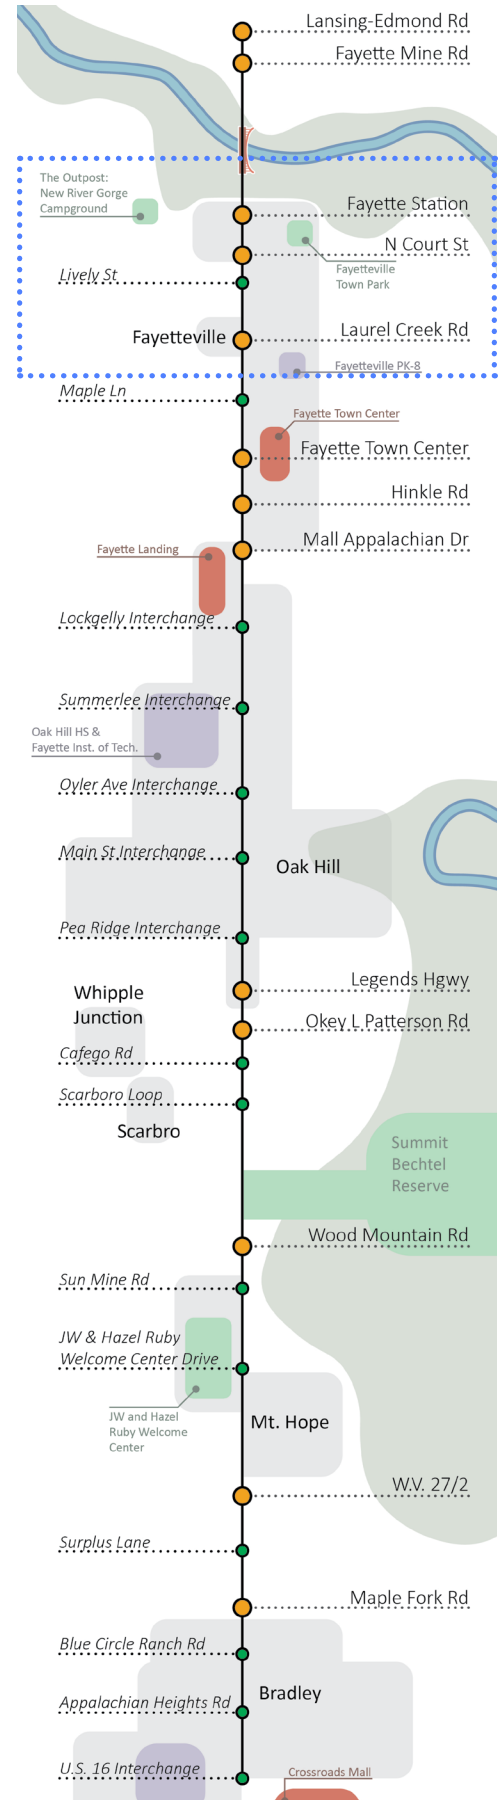 Lansing-Edmond Rd
Fayette Mine Rd
The Outpost:
New River Gorge
Campground
Fayette Station
N Court St
Lively St
Fayetteville
Town Park
Fayetteville
Laurel Creek Rd
Fayetteville PK-8
Maple Ln
Fayette Town Center
Fayette Town Center
Hinkle Rd
Mall Appalachian Dr
Fayette Landing
Lockgelly Interchange
Summerlee Interchange
Oak Hill HS &
Fayette Inst. of Tech.
Oyler Ave Interchange
Main St Interchange
Oak Hill
Pea Ridge Interchange
Legends Hgwy
Whipple
Junction
Okey L Patterson Rd
Cafego Rd
Scarboro Loop
Scarbro
Summit
Bechtel
Reserve
Wood Mountain Rd
Sun Mine Rd
JW & Hazel Ruby
Welcome Center Drive
JW and Hazel
Ruby Welcome
Center
Mt. Hope
W.V. 27/2
Surplus Lane
Maple Fork Rd
Blue Circle Ranch Rd
Bradley
Appalachian Heights Rd
U.S. 16 Interchange
Crossroads Mall